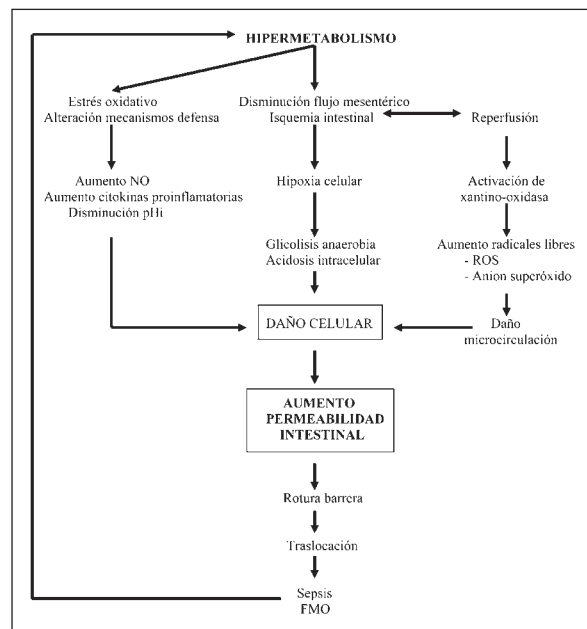 HIPERMETABOLISMO
Estrés oxidativo
Alteración mecanismos defensa
Disminución flujo mesentérico
Isquemia intestinal
Reperfusión
Aumento NO
Aumento citokinas proinflamatorias
Disminución pHi
Hipoxia celular
Activación de
xantino-oxidasa
Glicolisis anaerobia
Acidosis intracelular
Aumento radicales libres
- ROS
- Anion superóxido
DAÑO CELULAR
Daño
microcirculación
AUMENTO
PERMEABILIDAD
INTESTINAL
Rotura barrera
Traslocación
Sepsis
FMO